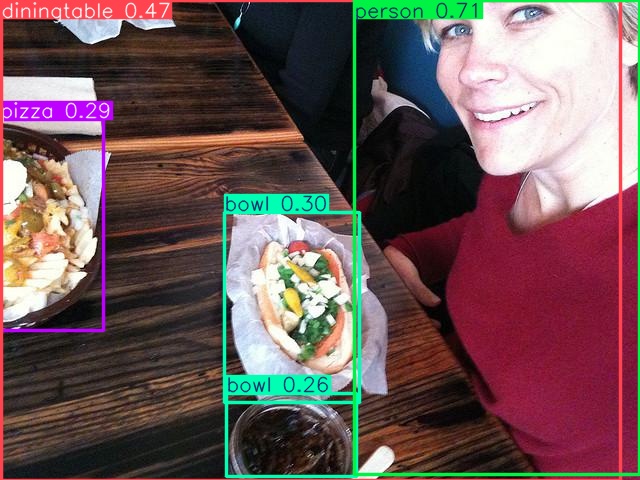 diningtable 0.47
person 0.71
pizza 0.29
bowl 0.30
bowl 0.26